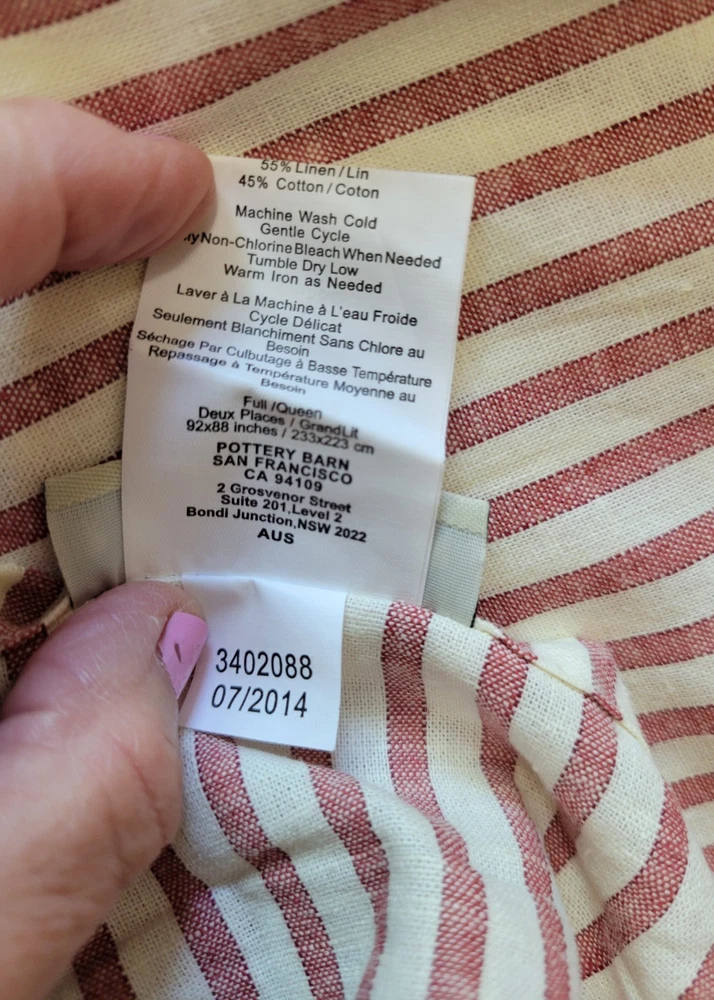 55% Linen/Lin
45% Cotton/Coton
Machine Wash Cold
Gentle Cycle
Non-Chlorine Bleach When Needed
Tumble Dry Low
Warm Iron as Needed
Laver à La Machine à L'eau Froide
Cycle Délicat
Seulement Blanchiment Sans Chlore au
Besoin
Séchage Par Culbutage à Basse Température
Repassage à Température Moyenne au
Besoin
Full /Queen
Deux Places / GrandLit
92x88 inches / 233x223 cm
POTTERY BARN
SAN FRANCISCO
CA 94109
2 Grosvenor Street
Suite 201,Level 2
Bondi Junction,NSW 2022
AUS
3402088
07/2014